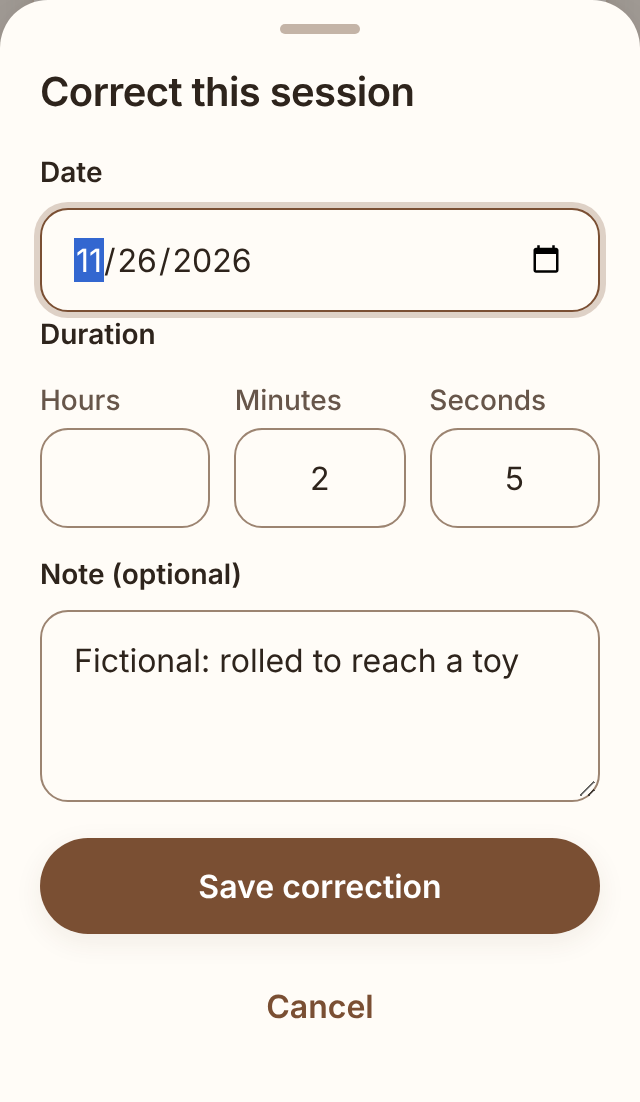 Correct this session
Date
11/26/2026
Duration
Hours Minutes Seconds
2 5
Note (optional)
Fictional: rolled to reach a toy
Save correction
Cancel